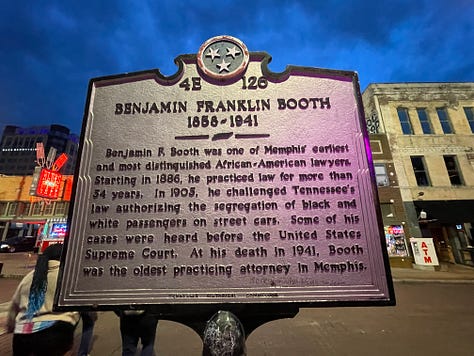 4E 126
BENJAMIN FRANKLIN BOOTH
1858-1941
Benjamin F. Booth was one of Memphis' earliest
and most distinguished African-American lawyers.
Starting in 1886, he practiced law for more than
54 years. In 1905, he challenged Tennessee's
law authorizing the segregation of black and
white passengers on street cars. Some of his
cases were heard before the United States
Supreme Court. At his death in 1941, Booth
was the oldest practicing attorney in Memphis.
TENNESSEE HISTORICAL COMMISSION
ATM